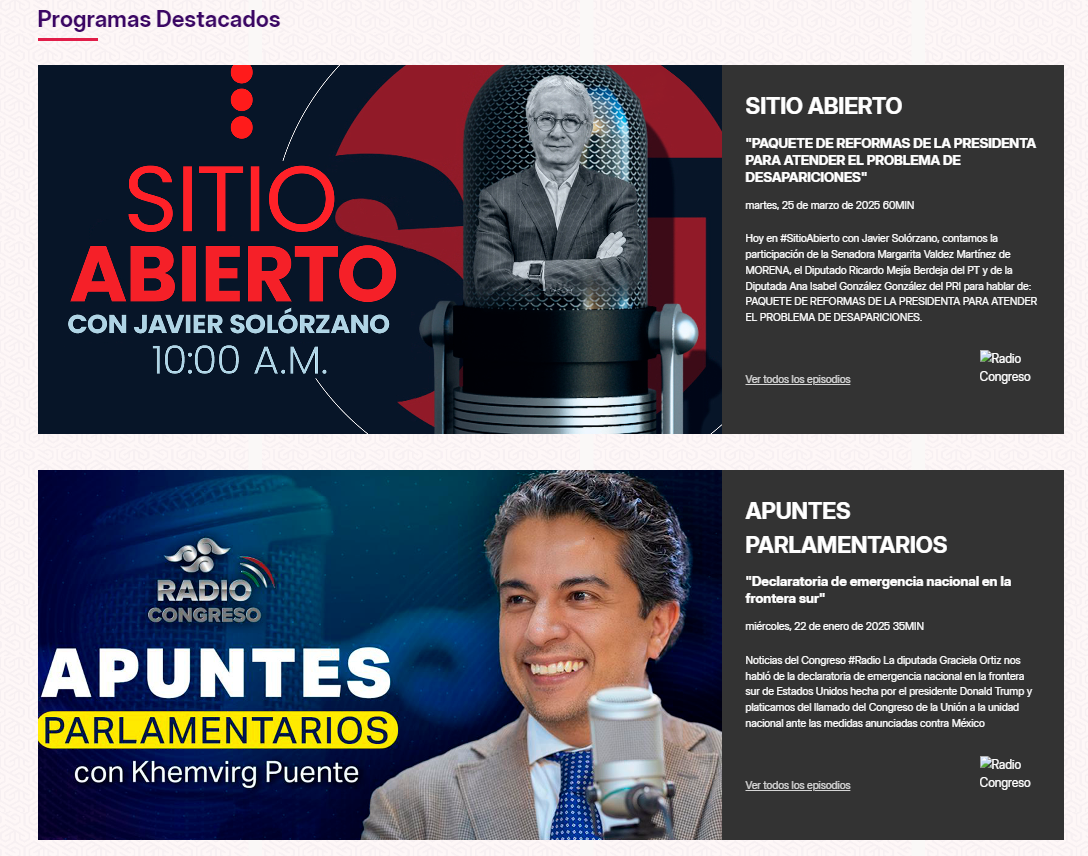 Programas Destacados
SITIO
ABIERTO
CON JAVIER SOLÓRZANO
10:00 A.M.
SITIO ABIERTO
"PAQUETE DE REFORMAS DE LA PRESIDENTA
PARA ATENDER EL PROBLEMA DE
DESAPARICIONES"
martes, 25 de marzo de 2025 60MIN
Hoy en #SitioAbierto con Javier Solórzano, contamos la
participación de la Senadora Margarita Valdez Martínez de
MORENA, el Diputado Ricardo Mejía Berdeja del PT y de la
Diputada Ana Isabel González González del PRI para hablar de:
PAQUETE DE REFORMAS DE LA PRESIDENTA PARA ATENDER
EL PROBLEMA DE DESAPARICIONES.
Ver todos los episodios
Radio
Congreso
RADIO
CONGRESO
APUNTES
PARLAMENTARIOS
con Khemvirg Puente
APUNTES
PARLAMENTARIOS
"Declaratoria de emergencia nacional en la
frontera sur"
miércoles, 22 de enero de 2025 35MIN
Noticias del Congreso #Radio La diputada Graciela Ortiz nos
habló de la declaratoria de emergencia nacional en la frontera
sur de Estados Unidos hecha por el presidente Donald Trump y
platicamos del llamado del Congreso de la Unión a la unidad
nacional ante las medidas anunciadas contra México
Ver todos los episodios
Radio
Congreso